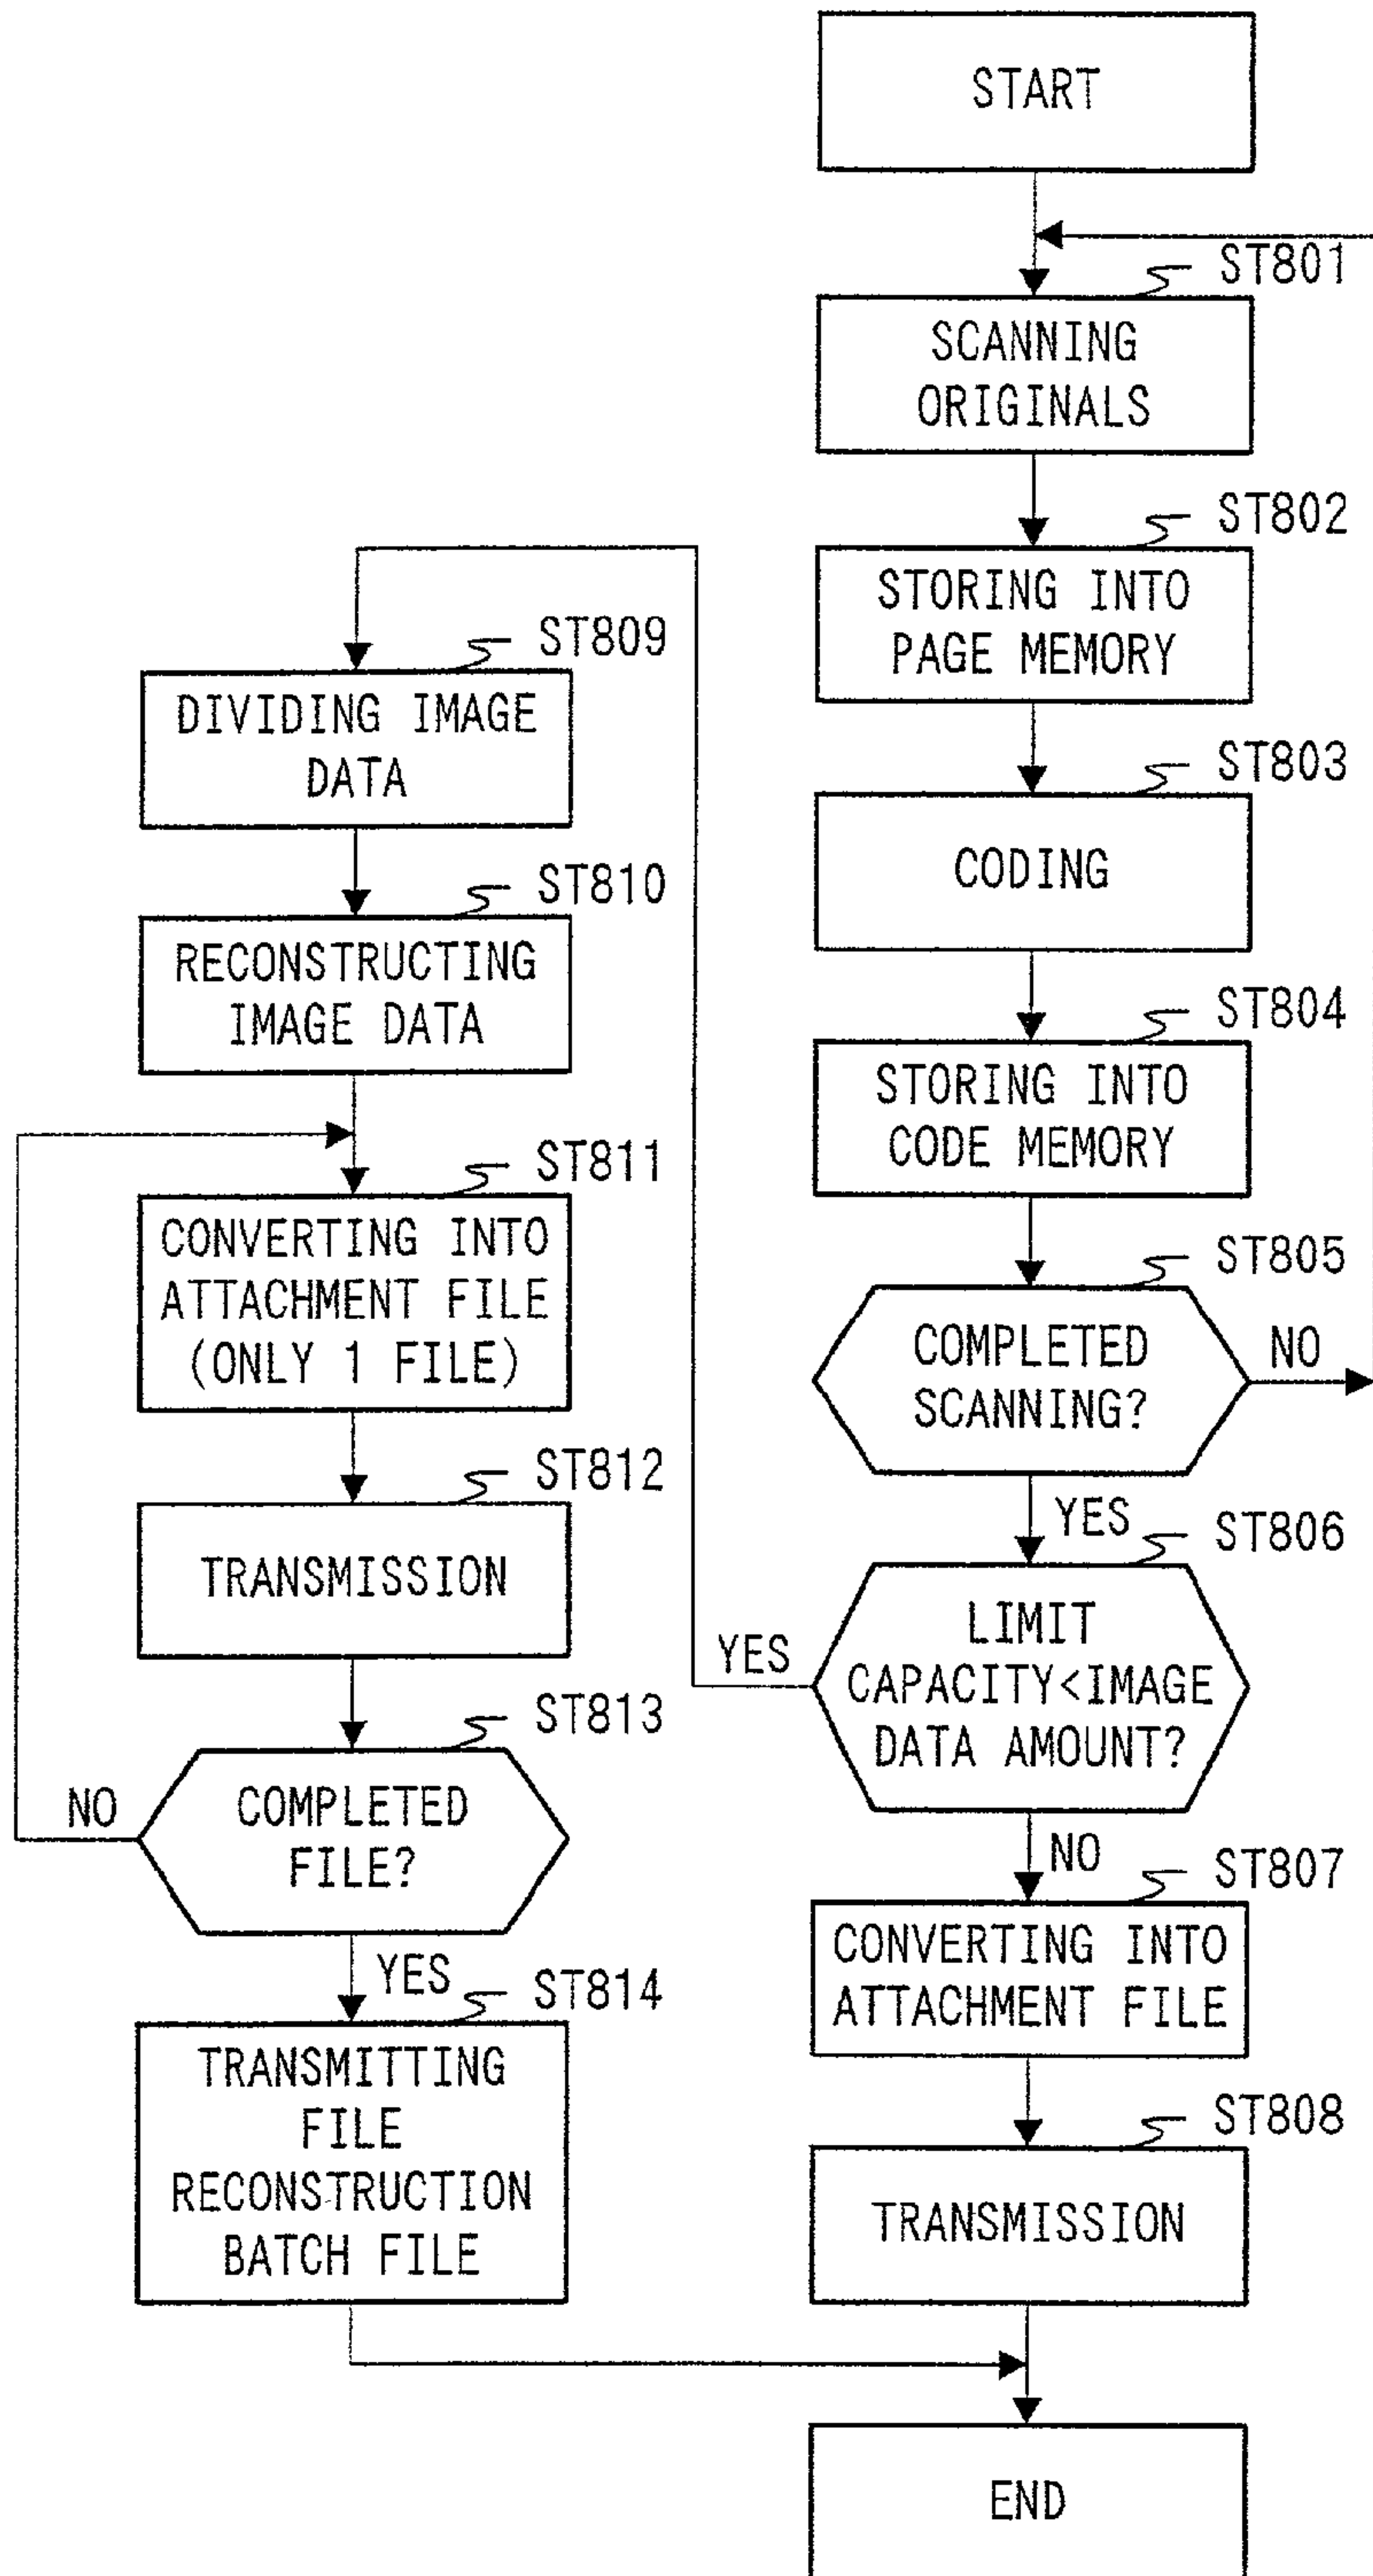 START
ST801
SCANNING
ORIGINALS
ST802
STORING INTO
PAGE MEMORY
ST803
CODING
ST804
STORING INTO
CODE MEMORY
ST805
COMPLETED
SCANNING?
NO
YES
ST806
LIMIT
CAPACITY<IMAGE
DATA AMOUNT?
YES
NO
ST807
CONVERTING INTO
ATTACHMENT FILE
ST808
TRANSMISSION
ST809
DIVIDING IMAGE
DATA
ST810
RECONSTRUCTING
IMAGE DATA
ST811
CONVERTING INTO
ATTACHMENT FILE
(ONLY 1 FILE)
ST812
TRANSMISSION
ST813
COMPLETED
FILE?
NO
YES
ST814
TRANSMITTING
FILE
RECONSTRUCTION
BATCH FILE
END